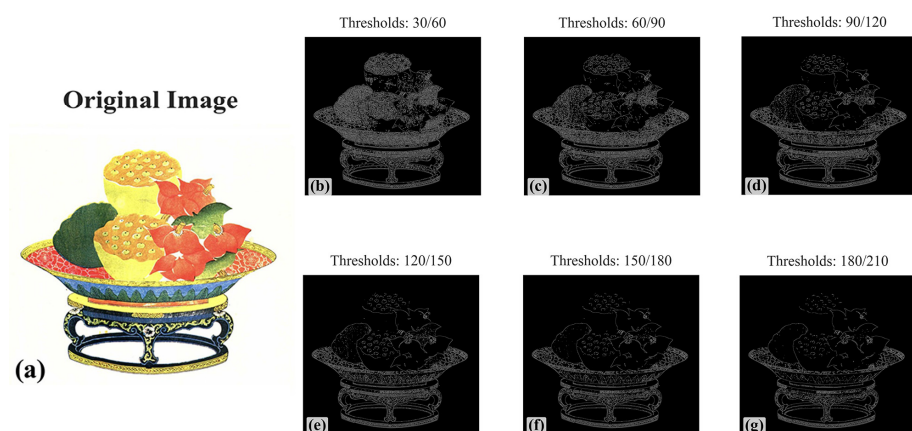 Original Image
(a)
Thresholds: 30/60
(b)
Thresholds: 60/90
(c)
Thresholds: 90/120
(d)
Thresholds: 120/150
(e)
Thresholds: 150/180
(f)
Thresholds: 180/210
(g)